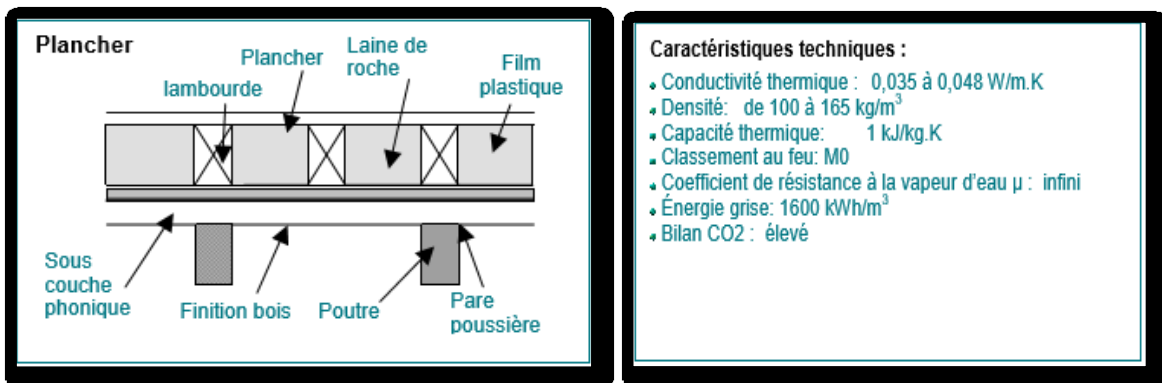 Plancher
Plancher
Laine de
roche
Film
plastique
lambourde
Sous
couche
phonique
Finition bois
Poutre
Pare
poussière
Caractéristiques techniques :
Conductivité thermique : 0,035 à 0,048 W/m.K
Densité: de 100 à 165 kg/m³
Capacité thermique: 1 kJ/kg.K
Classement au feu: M0
Coefficient de résistance à la vapeur d'eau µ : infini
Énergie grise: 1600 kWh/m³
Bilan CO2 : élevé